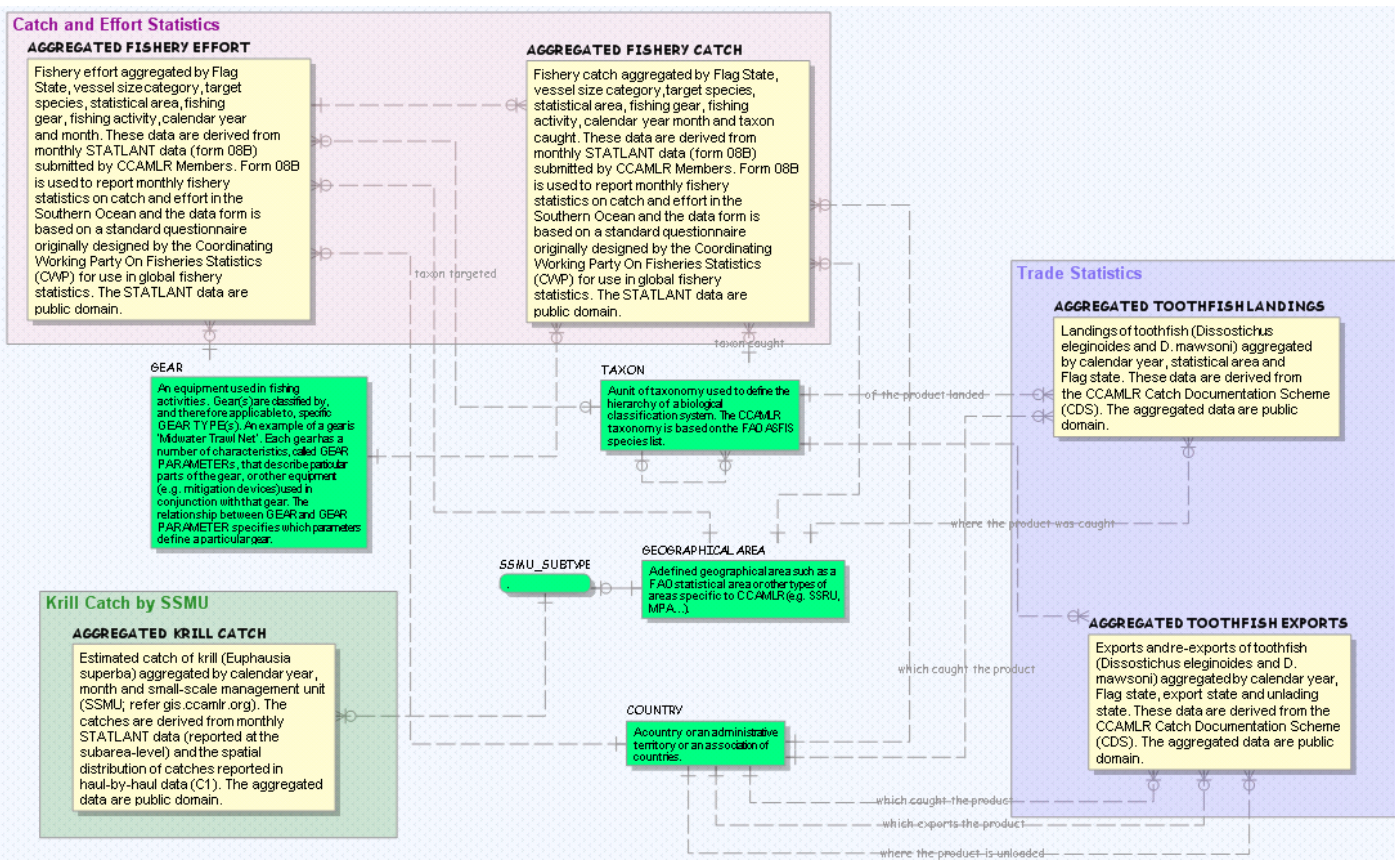 Catch and Effort Statistics
AGGREGATED FISHERY EFFORT
Fishery effort aggregated by Flag
State, vessel size category, target
species, statistical area, fishing
gear, fishing activity, calendar year
and month. These data are derived from
monthly STATLANT data (form 08B)
submitted by CCAMLR Members. Form 08B
is used to report monthly fishery
statistics on catch and effort in the
Southern Ocean and the data form is
based on a standard questionnaire
originally designed by the Coordinating
Working Party On Fisheries Statistics
(CWP) for use in global fishery
statistics. The STATLANT data are
public domain.
AGGREGATED FISHERY CATCH
Fishery catch aggregated by Flag State,
vessel size category, target species,
statistical area, fishing gear, fishing
activity, calendar year month and taxon
caught. These data are derived from
monthly STATLANT data (form 08B)
submitted by CCAMLR Members. Form 08B
is used to report monthly fishery
statistics on catch and effort in the
Southern Ocean and the data form is
based on a standard questionnaire
originally designed by the Coordinating
Working Party On Fisheries Statistics
(CWP) for use in global fishery
statistics. The STATLANT data are
public domain.
taxon targeted
taxon caught
Trade Statistics
AGGREGATED TOOTHFISH LANDINGS
Landings of toothfish (Dissostichus
eleginoides and D. mawsoni) aggregated
by calendar year, statistical area and
Flag state. These data are derived from
the CCAMLR Catch Documentation Scheme
(CDS). The aggregated data are public
domain.
GEAR
An equipment used in fishing
activities. Gear(s) are classified by,
and therefore applicable to, specific
GEAR TYPE(s). An example of a gear is
'Midwater Trawl Net'. Each gear has a
number of characteristics, called GEAR
PARAMETERs, that describe particular
parts of the gear, or other equipment
(e.g. mitigation devices) used in
conjunction with that gear. The
relationship between GEAR and GEAR
PARAMETER specifies which parameters
define a particular gear.
TAXON
A unit of taxonomy used to define the
hierarchy of a biological
classification system. The CCAMLR
taxonomy is based on the FAO ASFIS
species list.
of the product landed
where the product was caught
SSMU_SUBTYPE
.
GEOGRAPHICAL AREA
A defined geographical area such as a
FAO statistical area or other types of
areas specific to CCAMLR (e.g. SSRU,
MPA...).
Krill Catch by SSMU
AGGREGATED KRILL CATCH
Estimated catch of krill (Euphausia
superba) aggregated by calendar year,
month and small-scale management unit
(SSMU; refer gis.ccamlr.org). The
catches are derived from monthly
STATLANT data (reported at the
subarea-level) and the spatial
distribution of catches reported in
haul-by-haul data (C1). The aggregated
data are public domain.
which caught the product
COUNTRY
A country or an administrative
territory or an association of
countries.
AGGREGATED TOOTHFISH EXPORTS
Exports and re-exports of toothfish
(Dissostichus eleginoides and D.
mawsoni) aggregated by calendar year,
Flag state, export state and unlading
state. These data are derived from the
CCAMLR Catch Documentation Scheme
(CDS). The aggregated data are public
domain.
which caught the product
which exports the product
where the product is unloaded